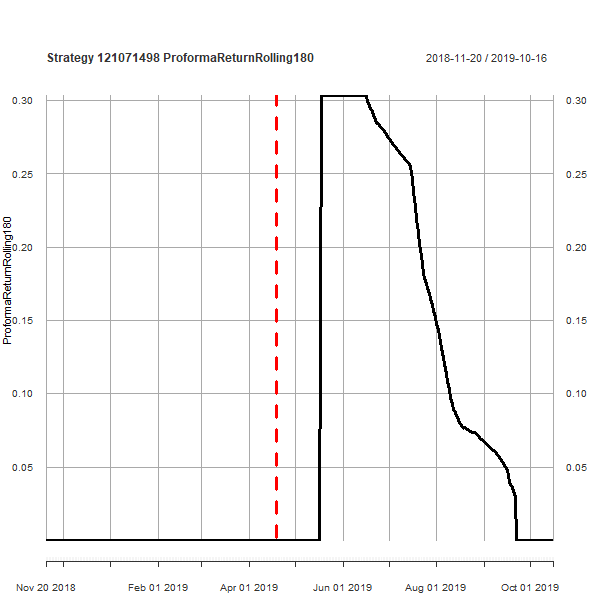 Strategy 121071498 ProformaReturnRolling180
2018-11-20 / 2019-10-16
0.30 0.30
0.25 0.25
0.20 0.20
0.15 0.15
0.10 0.10
0.05 0.05
ProformaReturnRolling180
Nov 20 2018 Feb 01 2019 Apr 01 2019 Jun 01 2019 Aug 01 2019 Oct 01 2019